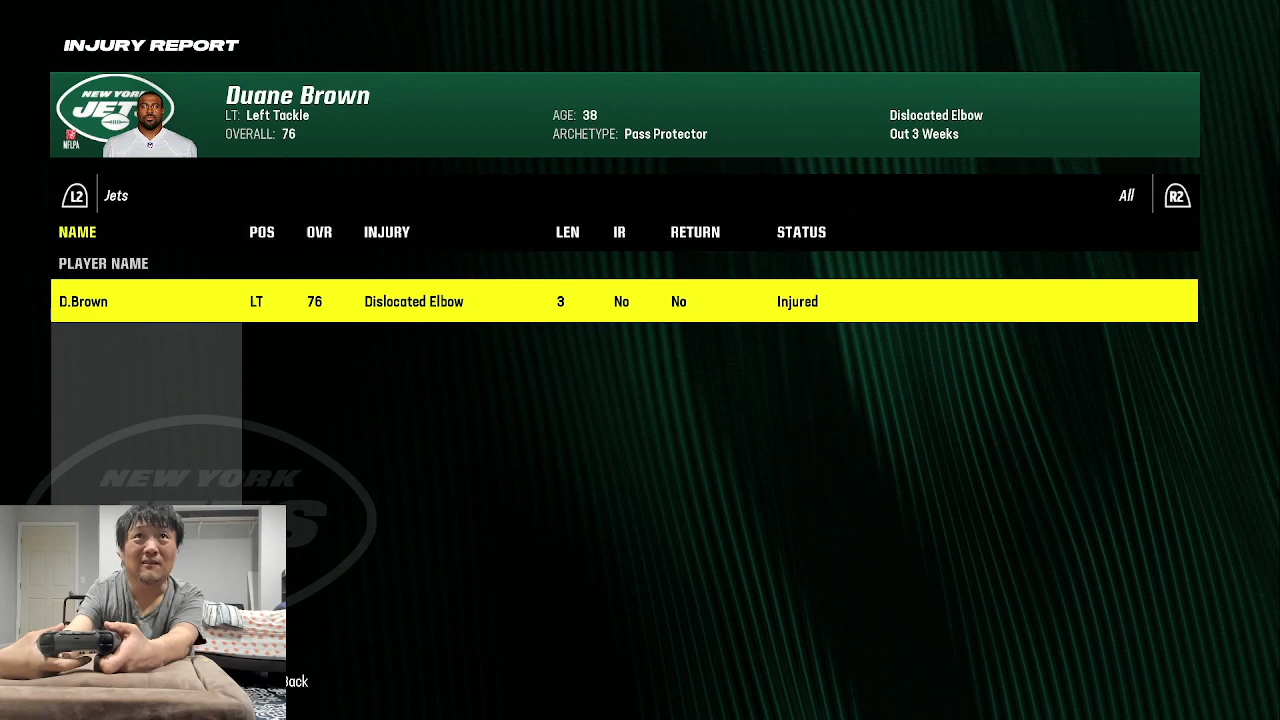 INJURY REPORT
NEW YORK
JETS
NFLPA
Duane Brown
LT: Left Tackle
OVERALL: 76
AGE: 38
ARCHETYPE: Pass Protector
Dislocated Elbow
Out 3 Weeks
L2 Jets
All R2
NAME POS OVR INJURY LEN IR RETURN STATUS
PLAYER NAME
D.Brown LT 76 Dislocated Elbow 3 No No Injured
NEW YORK
Back